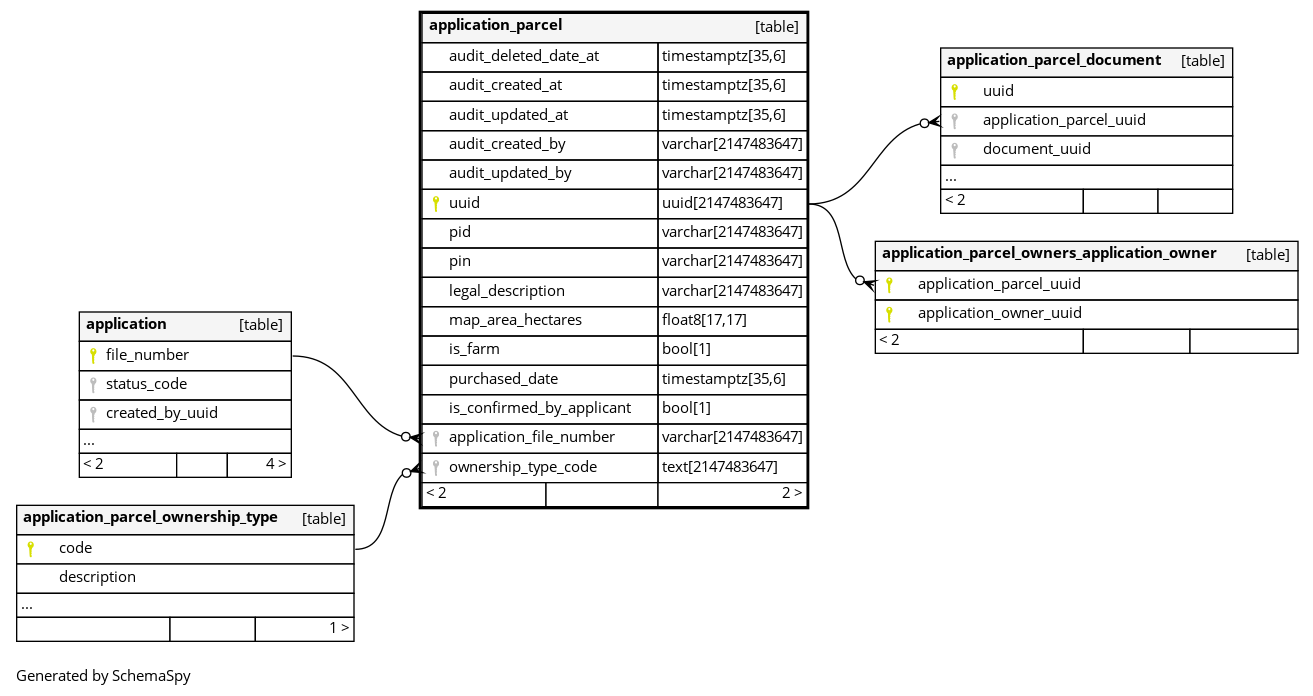 application_parcel [table]
audit_deleted_date_at timestamptz[35,6]
audit_created_at timestamptz[35,6]
audit_updated_at timestamptz[35,6]
audit_created_by varchar[2147483647]
audit_updated_by varchar[2147483647]
uuid uuid[2147483647]
pid varchar[2147483647]
pin varchar[2147483647]
legal_description varchar[2147483647]
map_area_hectares float8[17,17]
is_farm bool[1]
purchased_date timestamptz[35,6]
is_confirmed_by_applicant bool[1]
application_file_number varchar[2147483647]
ownership_type_code text[2147483647]
< 2 2 >
application_parcel_document [table]
uuid
application_parcel_uuid
document_uuid
...
< 2
application_parcel_owners_application_owner [table]
application_parcel_uuid
application_owner_uuid
< 2
application [table]
file_number
status_code
created_by_uuid
...
< 2 4 >
application_parcel_ownership_type [table]
code
description
...
1 >
Generated by SchemaSpy